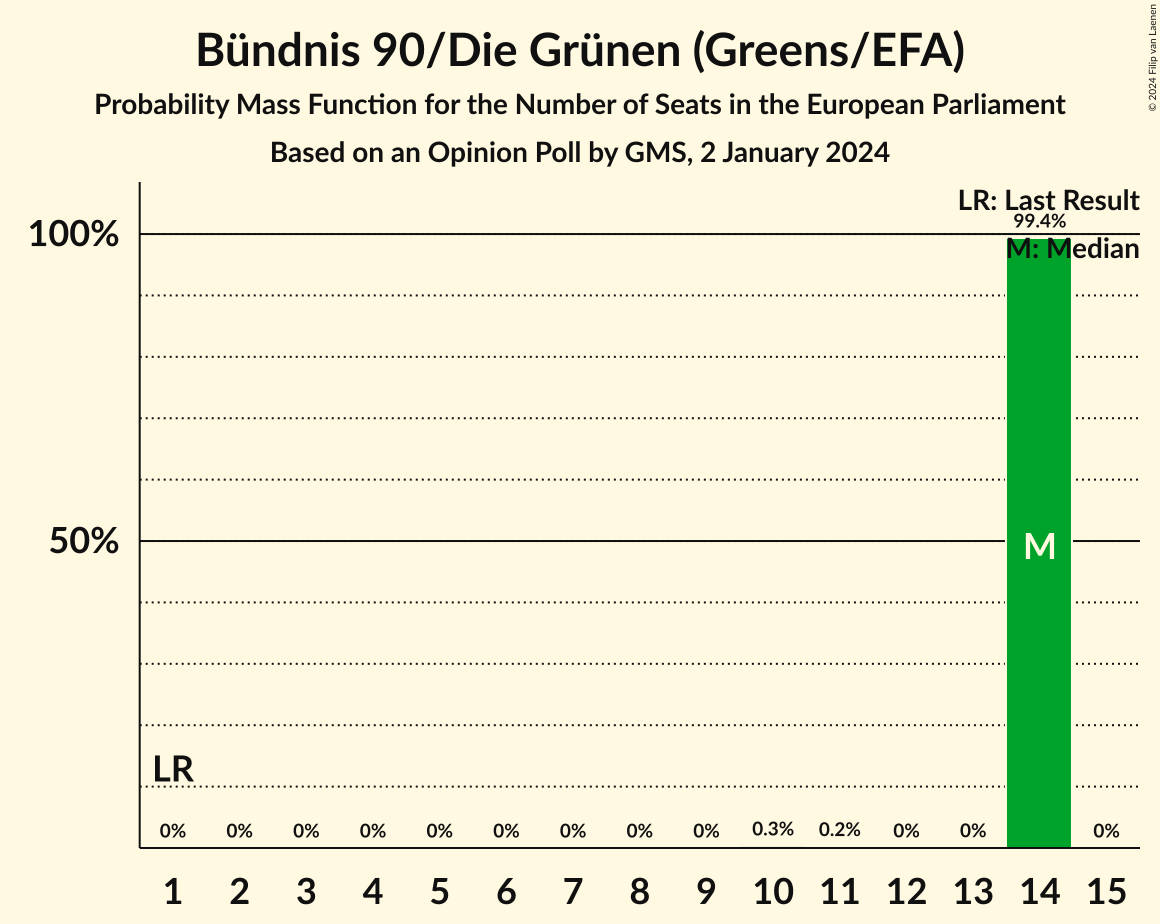 Bündnis 90/Die Grünen (Greens/EFA)
Probability Mass Function for the Number of Seats in the European Parliament
Based on an Opinion Poll by GMS, 2 January 2024
© 2024 Filip van Laenen
LR: Last Result
99.4%
100%
M: Median
50%
M
LR
0% 0% 0% 0% 0% 0% 0% 0% 0% 0.3% 0.2% 0% 0% 0%
1 2 3 4 5 6 7 8 9 10 11 12 13 14 15